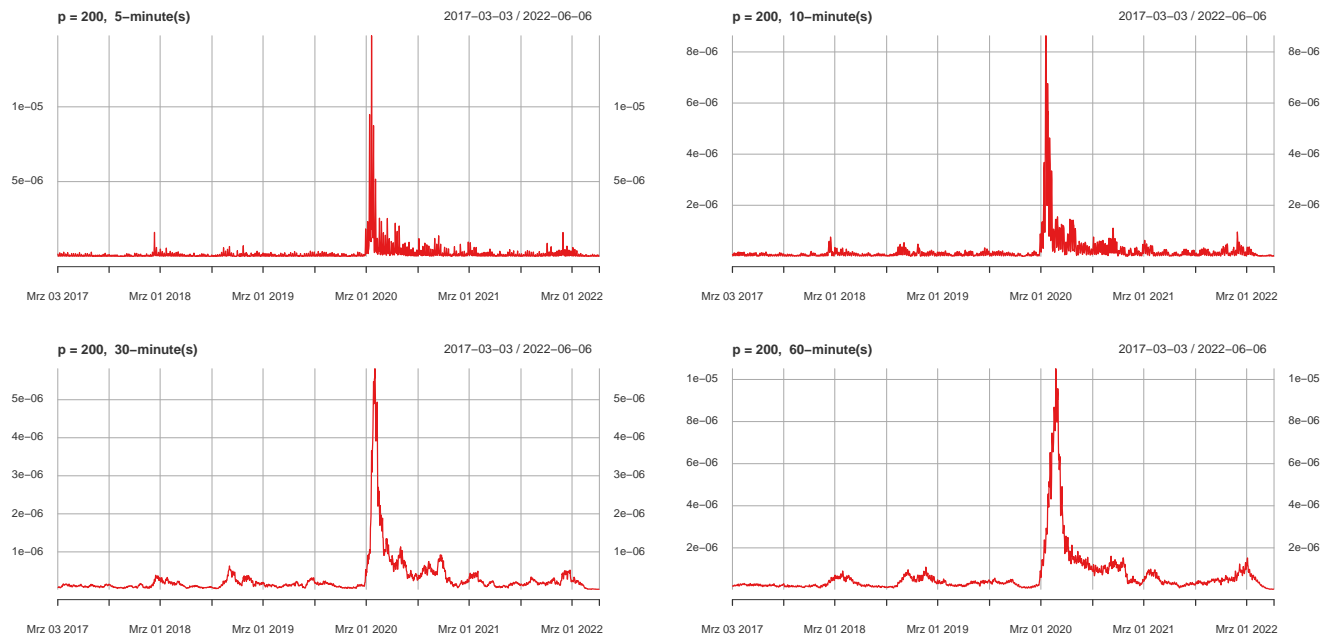 p = 200,  5−minute(s)
2017−03−03 / 2022−06−06
1e−05
1e−05
5e−06
5e−06
Mrz 03 2017 Mrz 01 2018 Mrz 01 2019 Mrz 01 2020 Mrz 01 2021 Mrz 01 2022
p = 200,  10−minute(s)
2017−03−03 / 2022−06−06
8e−06
8e−06
6e−06
6e−06
4e−06
4e−06
2e−06
2e−06
Mrz 03 2017 Mrz 01 2018 Mrz 01 2019 Mrz 01 2020 Mrz 01 2021 Mrz 01 2022
p = 200,  30−minute(s)
2017−03−03 / 2022−06−06
5e−06
5e−06
4e−06
4e−06
3e−06
3e−06
2e−06
2e−06
1e−06
1e−06
Mrz 03 2017 Mrz 01 2018 Mrz 01 2019 Mrz 01 2020 Mrz 01 2021 Mrz 01 2022
p = 200,  60−minute(s)
2017−03−03 / 2022−06−06
1e−05
1e−05
8e−06
8e−06
6e−06
6e−06
4e−06
4e−06
2e−06
2e−06
Mrz 03 2017 Mrz 01 2018 Mrz 01 2019 Mrz 01 2020 Mrz 01 2021 Mrz 01 2022